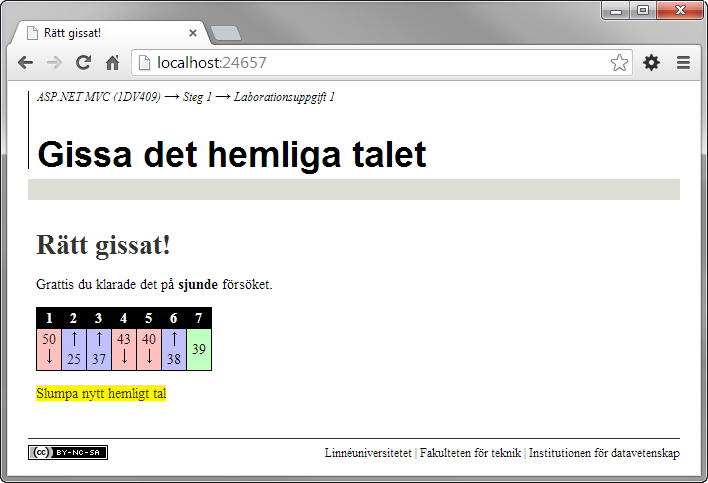 Rätt gissat!
localhost:24657
ASP.NET MVC (1DV409) → Steg 1 → Laborationsuppgift 1
Gissa det hemliga talet
Rätt gissat!
Grattis du klarade det på sjunde försöket.
1 2 3 4 5 6 7
50 ↑ ↑ 43 40 ↑ 39
↓ 25 37 ↓ ↓ 38
Slumpa nytt hemligt tal
(cc) BY-NC-SA Linnéuniversitetet | Fakulteten för teknik | Institutionen för datavetenskap